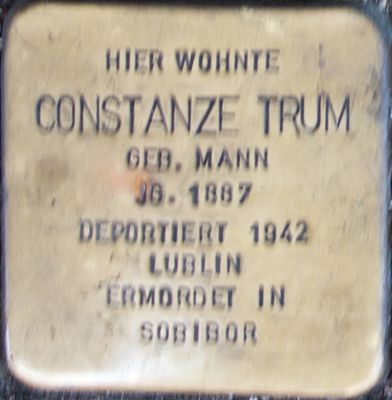 HIER WOHNTE
CONSTANZE TRUM
GEB. MANN
JG. 1887
DEPORTIERT 1942
LUBLIN
ERMORDET IN
SOBIBOR